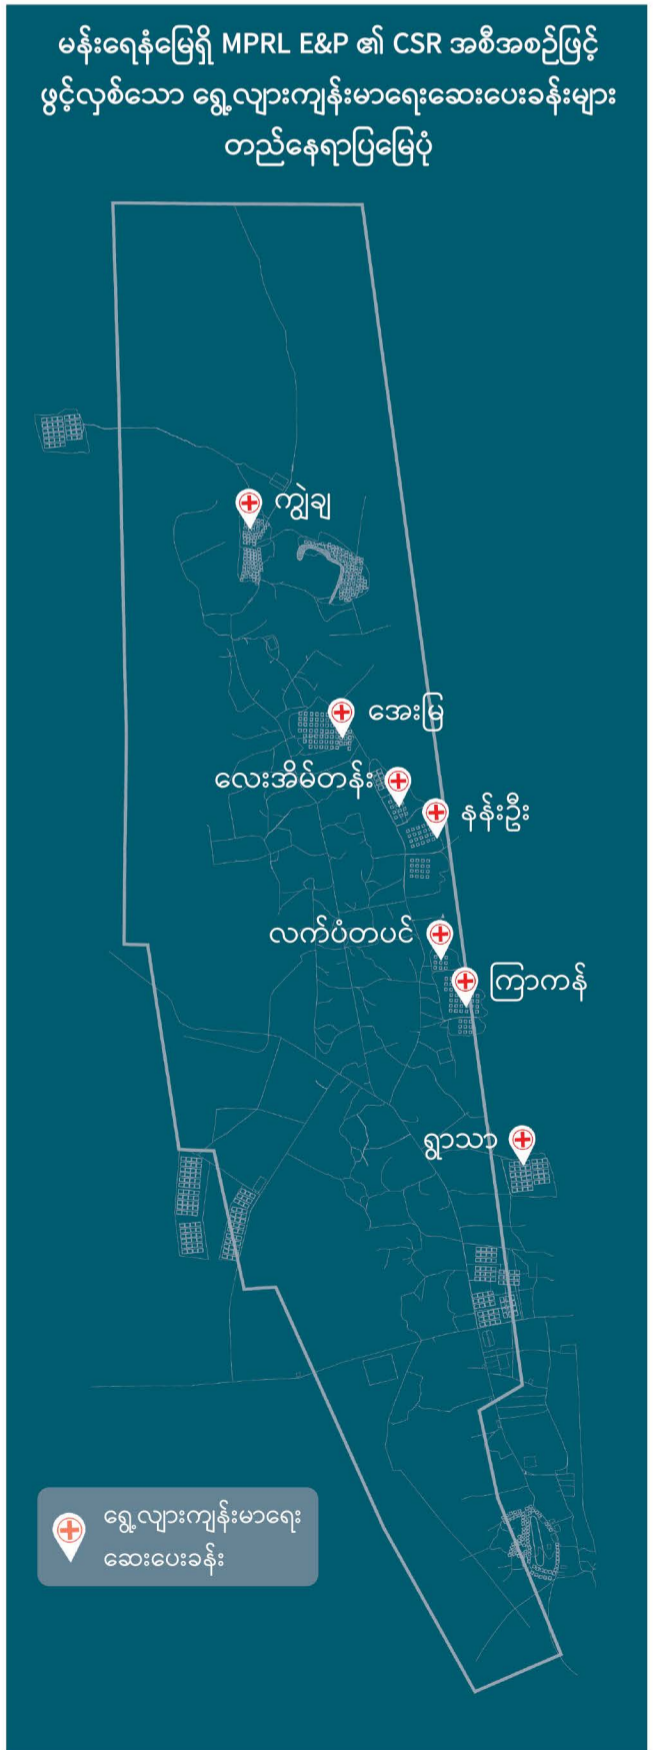 မန်းရေနံမြေရှိ MPRL E&P ၏ CSR အစီအစဉ်ဖြင့်
ဖွင့်လှစ်သော ရွှေ့လျားကျန်းမာရေးဆေးပေးခန်းများ
တည်နေရာပြမြေပုံ
ကျွဲချ
အေးမြ
လေးအိမ်တန်း
နန်းဦး
လက်ပံတပင်
ကြာကန်
ရွာသာ
ရွှေ့လျားကျန်းမာရေး
ဆေးပေးခန်း